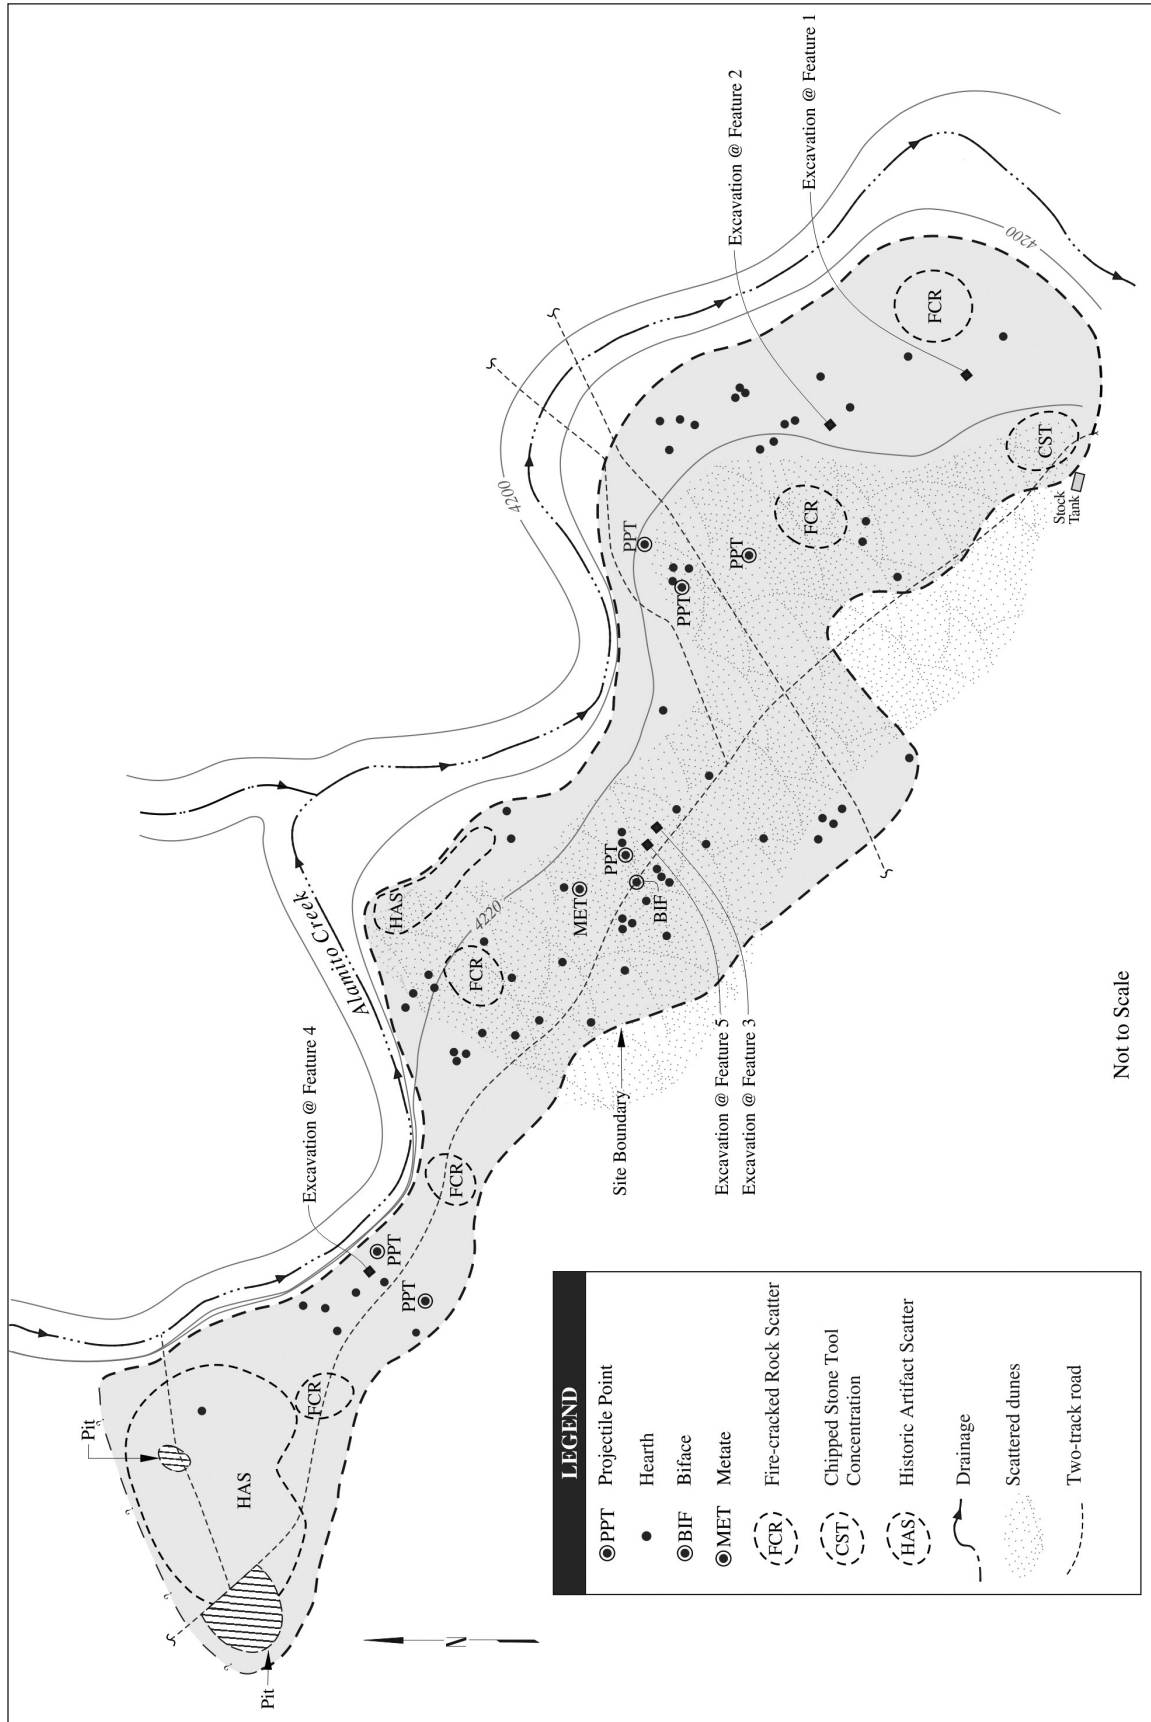 Pit
Pit
HAS
FCR
Excavation @ Feature 4
PPT
PPT
FCR
Alamito Creek
HAS
FCR
4220
MET
PPT
BIF
Site Boundary
Excavation @ Feature 5
Excavation @ Feature 3
4200
PPT
PPT
PPT
FCR
CST
Stock
Tank
FCR
4200
Excavation @ Feature 2
Excavation @ Feature 1
N
Not to Scale
LEGEND
PPT Projectile Point
Hearth
BIF Biface
MET Metate
FCR Fire-cracked Rock Scatter
CST Chipped Stone Tool
Concentration
HAS Historic Artifact Scatter
Drainage
Scattered dunes
Two-track road